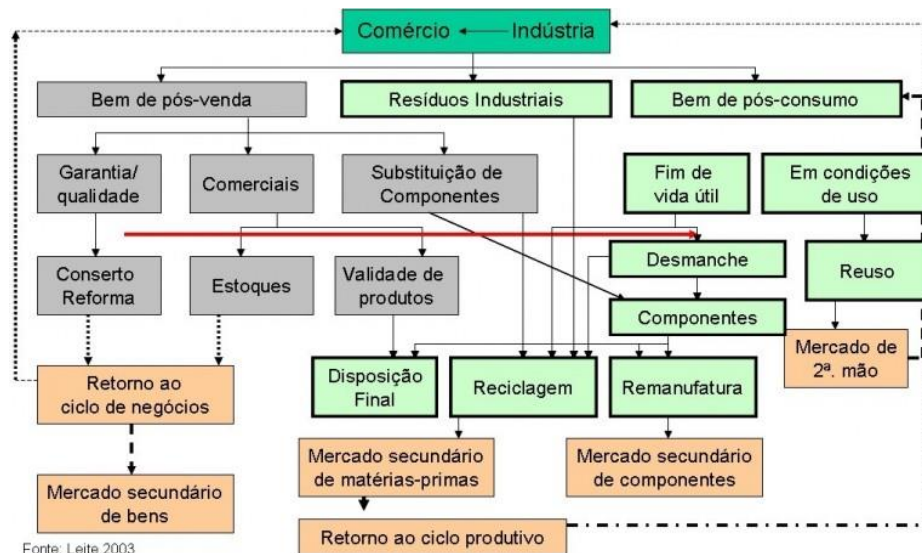 Comércio Indústria
Bem de pós-venda
Resíduos Industriais
Bem de pós-consumo
Garantia/
qualidade
Comerciais
Substituição de
Componentes
Fim de
vida útil
Em condições
de uso
Conserto
Reforma
Estoques
Validade de
produtos
Desmanche
Reuso
Componentes
Retorno ao
ciclo de negócios
Disposição
Final
Reciclagem
Remanufatura
Mercado de
2ª. mão
Mercado secundário
de bens
Mercado secundário
de matérias-primas
Mercado secundário
de componentes
Retorno ao ciclo produtivo
Fonte: Leite 2003